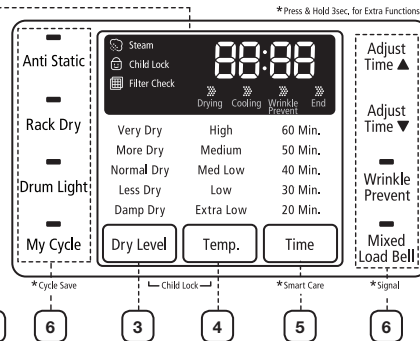 *Press & Hold 3sec, for Extra Functions
Anti Static
Rack Dry
Drum Light
My Cycle
Steam
Child Lock
Filter Check
88:88
Drying Cooling Wrinkle Prevent End
Very Dry High 60 Min.
More Dry Medium 50 Min.
Normal Dry Med Low 40 Min.
Less Dry Low 30 Min.
Damp Dry Extra Low 20 Min.
Dry Level Temp. Time
Adjust
Time ▲
Adjust
Time ▼
Wrinkle
Prevent
Mixed
Load Bell
*Cycle Save Child Lock *Smart Care *Signal
6 3 4 5 6